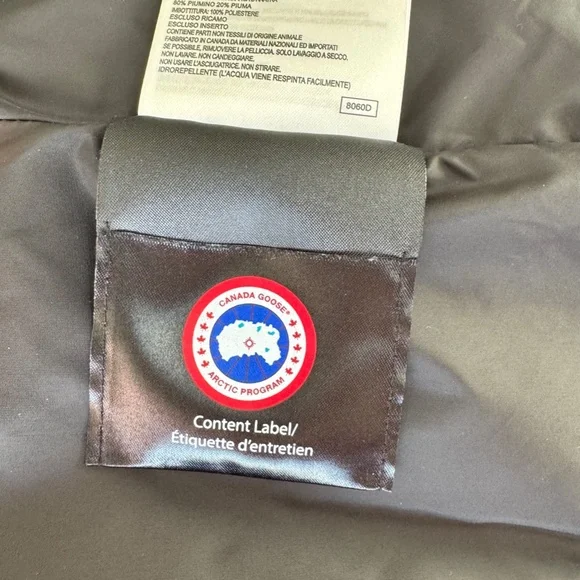 80% PIUMINO 20% PIUMA
IMBOTTITURA: 100% POLIESTERE
ESCLUSO RICAMO
ESCLUSO INSERTO
CONTIENE PARTI NON TESSILI DI ORIGINE ANIMALE
FABBRICATO IN CANADA DA MATERIALI NAZIONALI ED IMPORTATI
SE POSSIBILE, RIMUOVERE LA PELLICCIA. SOLO LAVAGGIO A SECCO.
NON LAVARE. NON CANDEGGIARE.
NON USARE L'ASCIUGATRICE. NON STIRARE.
IDROREPELLENTE (L'ACQUA VIENE RESPINTA FACILMENTE)
8060D
CANADA GOOSE®
ARCTIC PROGRAM
Content Label/
Étiquette d'entretien